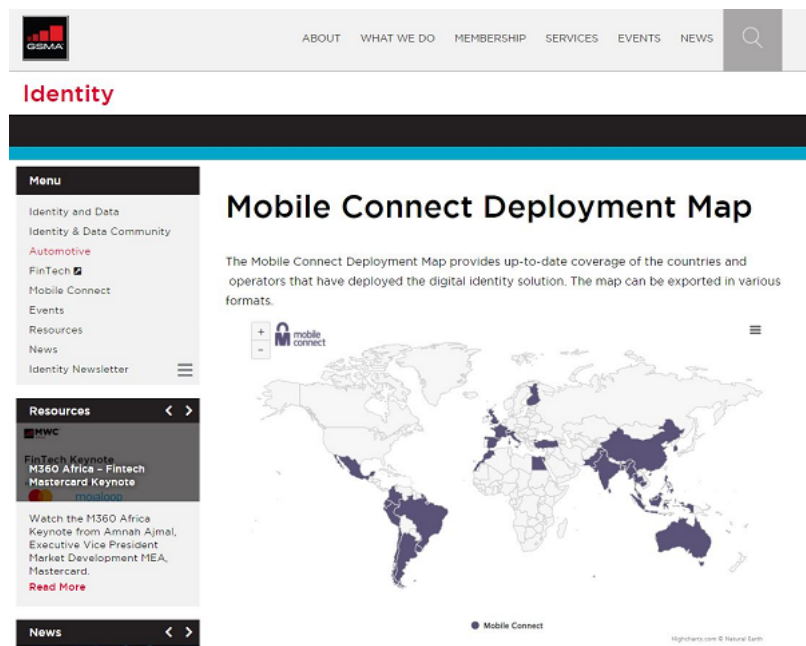 GSMA
ABOUT WHAT WE DO MEMBERSHIP SERVICES EVENTS NEWS
Identity
Menu
Identity and Data
Identity & Data Community
Automotive
FinTech
Mobile Connect
Events
Resources
News
Identity Newsletter
Resources
MWC
FinTech Keynote
M360 Africa – Fintech
Mastercard Keynote
mojaloop
Watch the M360 Africa
Keynote from Amnah Ajmal,
Executive Vice President
Market Development MEA,
Mastercard.
Read More
News
Mobile Connect Deployment Map
The Mobile Connect Deployment Map provides up-to-date coverage of the countries and
operators that have deployed the digital identity solution. The map can be exported in various
formats.
+
-
mobile
connect
Mobile Connect
Highcharts.com © Natural Earth